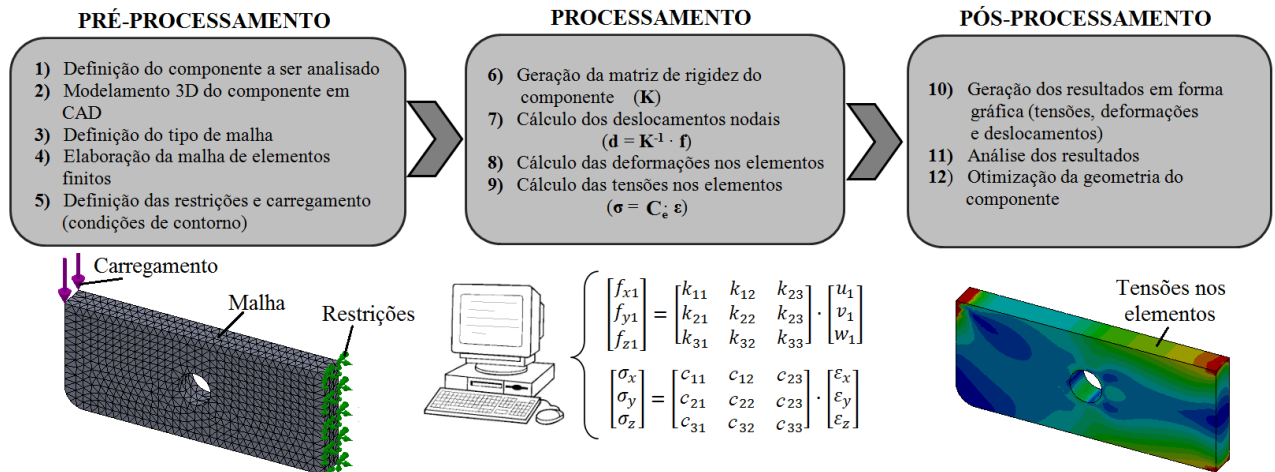 PRÉ-PROCESSAMENTO
1) Definição do componente a ser analisado
2) Modelamento 3D do componente em
CAD
3) Definição do tipo de malha
4) Elaboração da malha de elementos
finitos
5) Definição das restrições e carregamento
(condições de contorno)
PROCESSAMENTO
6) Geração da matriz de rigidez do
componente (K)
7) Cálculo dos deslocamentos nodais
(d = K⁻¹ · f)
8) Cálculo das deformações nos elementos
9) Cálculo das tensões nos elementos
(σ = Cₑ· ε)
PÓS-PROCESSAMENTO
10) Geração dos resultados em forma
gráfica (tensões, deformações
e deslocamentos)
11) Análise dos resultados
12) Otimização da geometria do
componente
Carregamento
Malha
Restrições
[fx1] = [k11 k12 k23] · [u1]
[fy1] = [k21 k22 k23] · [v1]
[fz1] = [k31 k32 k33] · [w1]
[σx] = [c11 c12 c23] · [εx]
[σy] = [c21 c22 c23] · [εy]
[σz] = [c31 c32 c33] · [εz]
Tensões nos
elementos